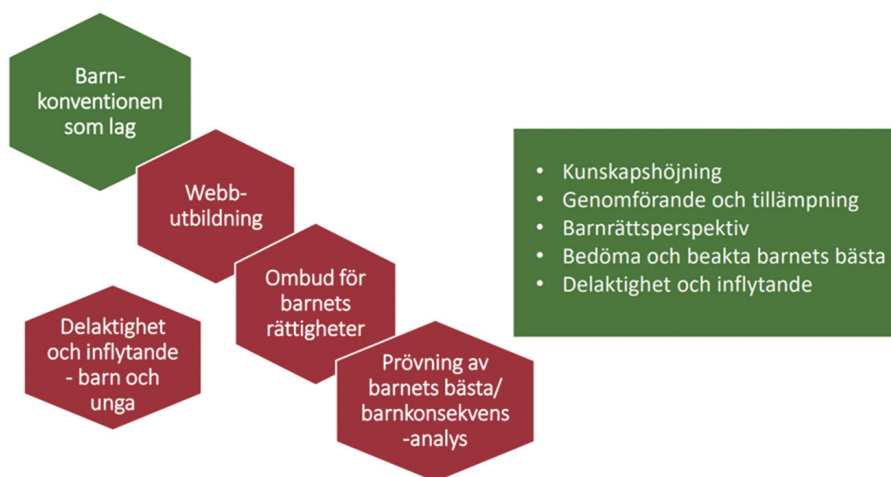 Barn-
konventionen
som lag
Webb-
utbildning
Ombud för
barnets
rättigheter
Prövning av
barnets bästa/
barnkonsekvens
-analys
Delaktighet
och inflytande
- barn och
unga
• Kunskapshöjning
• Genomförande och tillämpning
• Barnrättsperspektiv
• Bedöma och beakta barnets bästa
• Delaktighet och inflytande